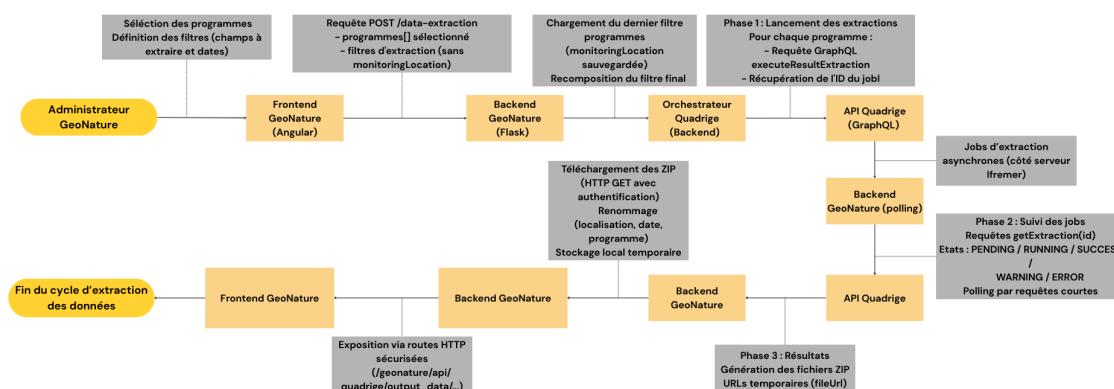 Séléction des programmes
Définition des filtres (champs à
extraire et dates)
Requête POST /data-extraction
- programmes[] sélectionné
- filtres d'extraction (sans
monitoringLocation)
Chargement du dernier filtre
programmes
(monitoringLocation
sauvegardée)
Recomposition du filtre final
Phase 1 : Lancement des extractions
Pour chaque programme :
- Requête GraphQL
executeResultExtraction
- Récupération de l'ID du jobl
Administrateur
GeoNature
Frontend
GeoNature
(Angular)
Backend
GeoNature
(Flask)
Orchestrateur
Quadrige
(Backend)
API Quadrige
(GraphQL)
Jobs d'extraction
asynchrones (côté serveur
Ifremer)
Backend
GeoNature (polling)
Téléchargement des ZIP
(HTTP GET avec
authentification)
Renommage
(localisation, date,
programme)
Stockage local temporaire
Phase 2 : Suivi des jobs
Requêtes getExtraction(id)
Etats : PENDING / RUNNING / SUCCES
/
WARNING / ERROR
Polling par requêtes courtes
Fin du cycle d'extraction
des données
Frontend GeoNature
Backend GeoNature
Backend
GeoNature
API Quadrige
Exposition via routes HTTP
sécurisées
(/geonature/api/
quadrige/output_data/...)
Phase 3 : Résultats
Génération des fichiers ZIP
URLs temporaires (fileUrl)